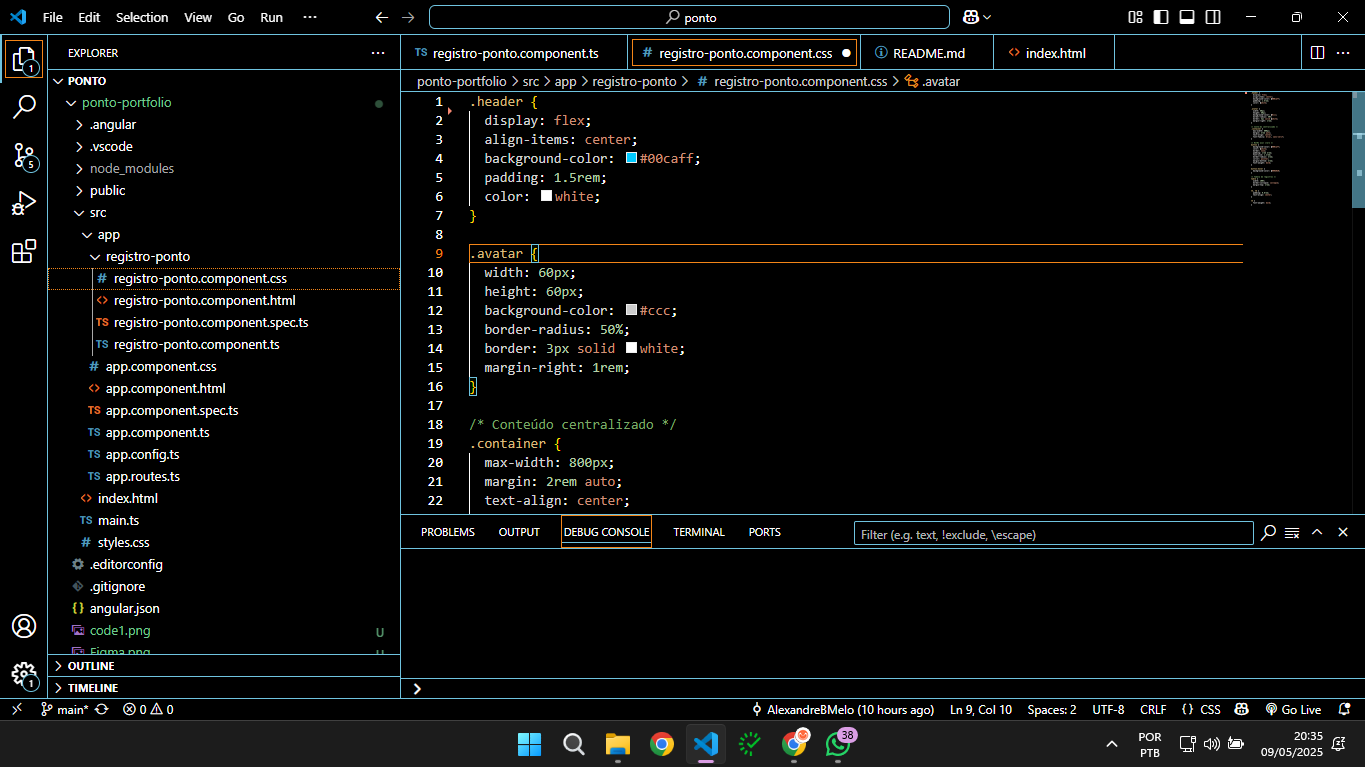 File Edit Selection View Go Run ···
ponto
EXPLORER
PONTO
ponto-portfolio
.angular
.vscode
node_modules
public
src
app
registro-ponto
# registro-ponto.component.css
<> registro-ponto.component.html
TS registro-ponto.component.spec.ts
TS registro-ponto.component.ts
# app.component.css
<> app.component.html
TS app.component.spec.ts
TS app.component.ts
TS app.config.ts
TS app.routes.ts
<> index.html
TS main.ts
# styles.css
.editorconfig
.gitignore
{} angular.json
code1.png U
Figma.png U
OUTLINE
TIMELINE
1
5
1
TS registro-ponto.component.ts
# registro-ponto.component.css
README.md
<> index.html
ponto-portfolio > src > app > registro-ponto > # registro-ponto.component.css > .avatar
1 .header {
2 display: flex;
3 align-items: center;
4 background-color: #00caff;
5 padding: 1.5rem;
6 color: white;
7 }
8
9 .avatar {
10 width: 60px;
11 height: 60px;
12 background-color: #ccc;
13 border-radius: 50%;
14 border: 3px solid white;
15 margin-right: 1rem;
16 }
17
18 /* Conteúdo centralizado */
19 .container {
20 max-width: 800px;
21 margin: 2rem auto;
22 text-align: center;
PROBLEMS OUTPUT DEBUG CONSOLE TERMINAL PORTS
Filter (e.g. text, !exclude, \escape)
main* 0 0
AlexandreBMelo (10 hours ago) Ln 9, Col 10 Spaces: 2 UTF-8 CRLF {} CSS Go Live
38
POR
PTB
20:35
09/05/2025